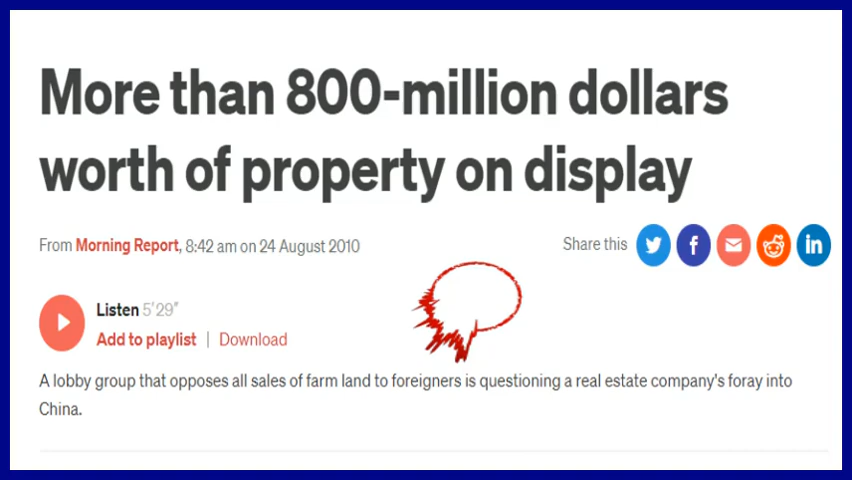 More than 800-million dollars
worth of property on display
From Morning Report, 8:42 am on 24 August 2010
Share this
Listen 5′29″
Add to playlist | Download
A lobby group that opposes all sales of farm land to foreigners is questioning a real estate company's foray into
China.